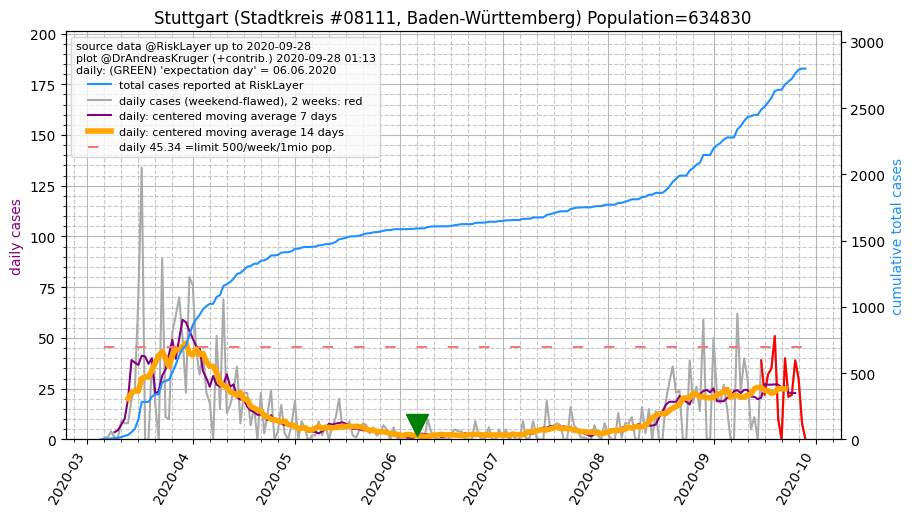 Stuttgart (Stadtkreis #08111, Baden-Württemberg) Population=634830
source data @RiskLayer up to 2020-09-28
plot @DrAndreasKruger (+contrib.) 2020-09-28 01:13
daily: (GREEN) 'expectation day' = 06.06.2020
total cases reported at RiskLayer
daily cases (weekend-flawed), 2 weeks: red
daily: centered moving average 7 days
daily: centered moving average 14 days
daily 45.34 =limit 500/week/1mio pop.
daily cases
200
175
150
125
100
75
50
25
0
cumulative total cases
3000
2500
2000
1500
1000
500
0
2020-03
2020-04
2020-05
2020-06
2020-07
2020-08
2020-09
2020-10